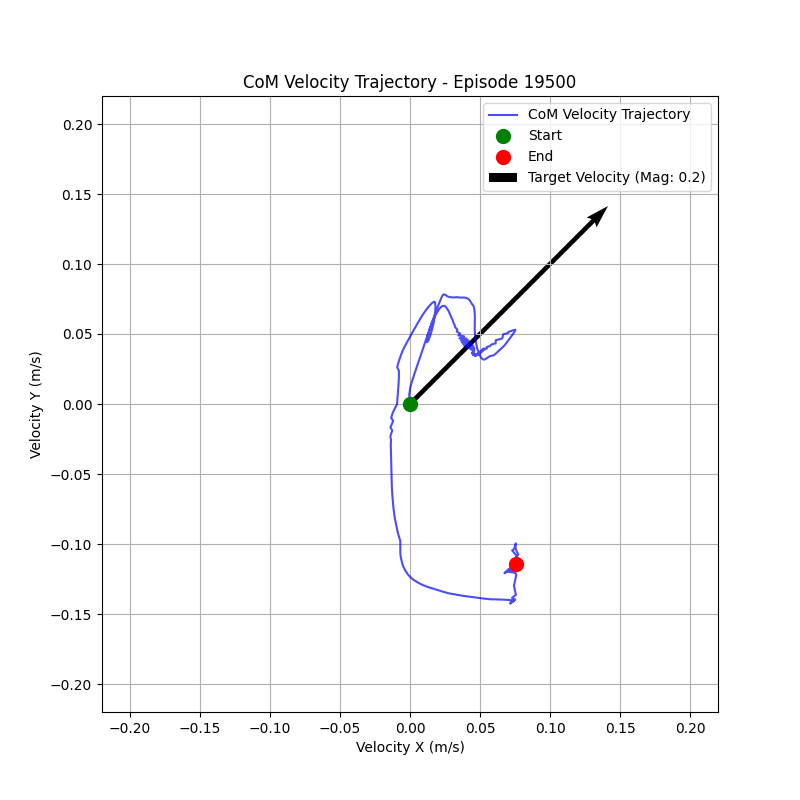 CoM Velocity Trajectory - Episode 19500
CoM Velocity Trajectory
Start
End
Target Velocity (Mag: 0.2)
0.20
0.15
0.10
0.05
0.00
−0.05
−0.10
−0.15
−0.20
Velocity Y (m/s)
−0.20 −0.15 −0.10 −0.05 0.00 0.05 0.10 0.15 0.20
Velocity X (m/s)